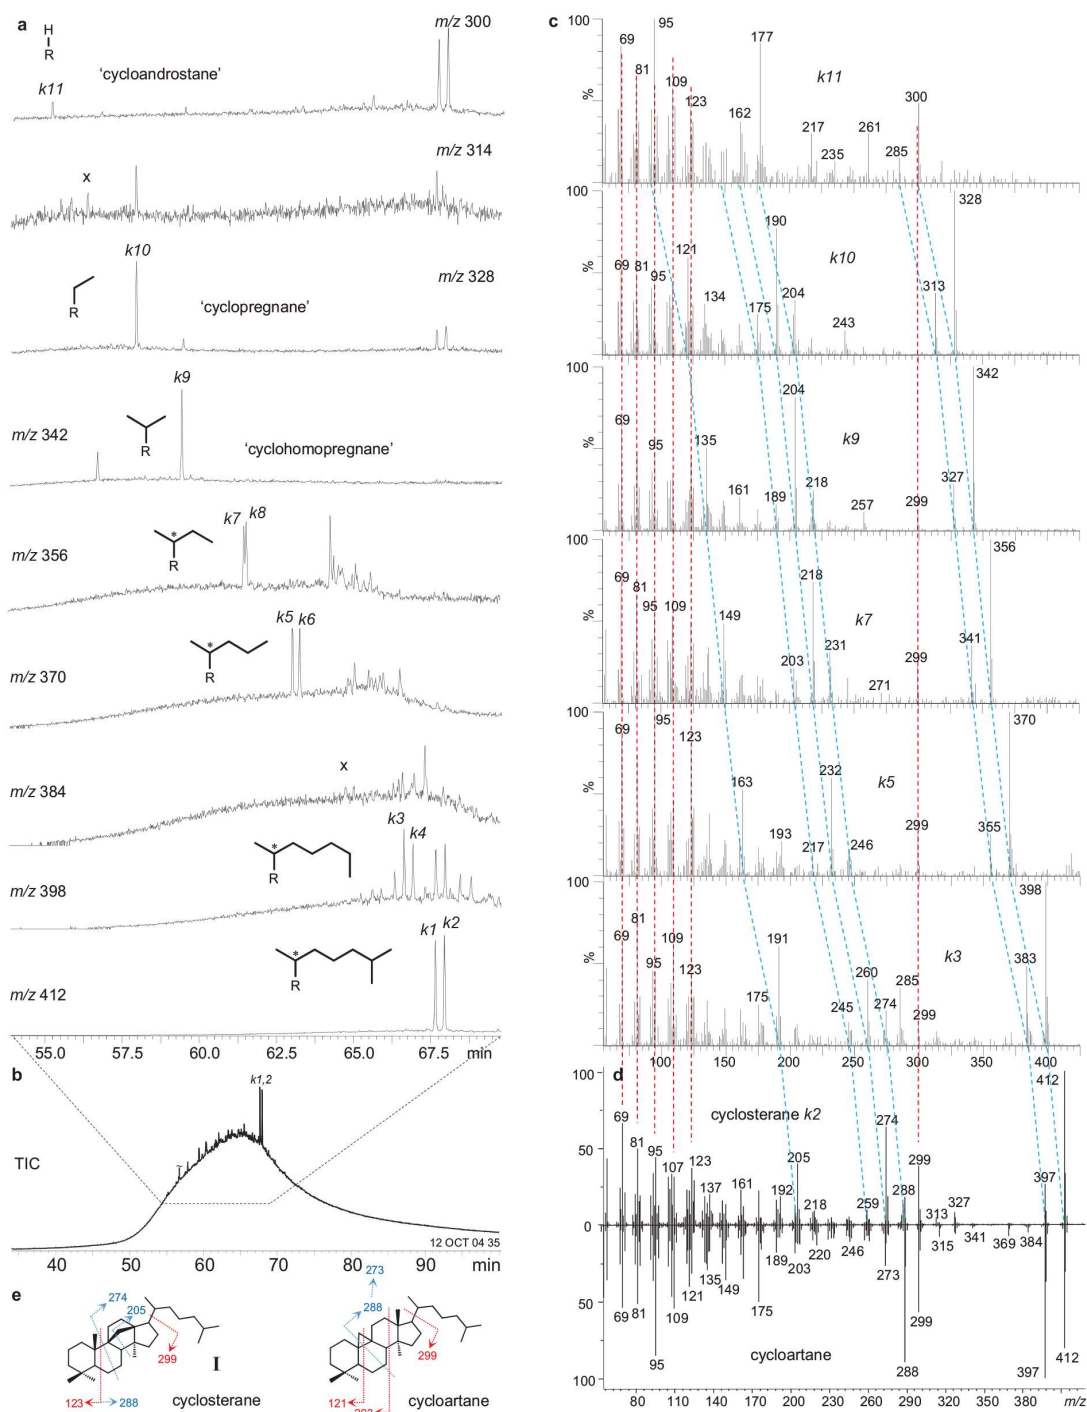 a
H
R
k11
'cycloandrostane'
m/z 300
m/z 314
x
k10
R
'cyclopregnane'
m/z 328
k9
m/z 342
R
'cyclohomopregnane'
k7 k8
*
m/z 356
R
k5 k6
*
m/z 370
R
x
m/z 384
k3
k4
*
R
m/z 398
k1 k2
*
R
m/z 412
55.0 57.5 60.0 62.5 65.0 67.5 min
b
k1,2
TIC
~
12 OCT 04 35
40 50 60 70 80 90 min
c
100
%
69 81 95 109 123 162 177 217 235 261 285 300
k11
100
%
69 81 95 121 134 175 190 204 243 313 328
k10
100
%
69 95 135 161 189 204 218 257 299 327 342
k9
100
%
69 81 95 109 149 203 218 231 271 299 341 356
k7
100
%
69 95 123 163 193 217 232 246 299 355 370
k5
100
%
69 81 95 109 123 175 191 245 260 274 285 299 383 398
k3
100 150 200 250 300 350 400
d
cyclosterane k2
100
50
0
50
100
69 81 95 107 123 137 161 192 205 218 259 274 288 299 313 327 341 397 412
69 81 95 109 121 135 149 175 189 203 220 246 273 288 299 315 369 384 397 412
cycloartane
80 110 140 170 200 230 260 290 320 350 380 m/z
e
274
205
299
I
123
288
cyclosterane
273
288
299
121
cycloartane